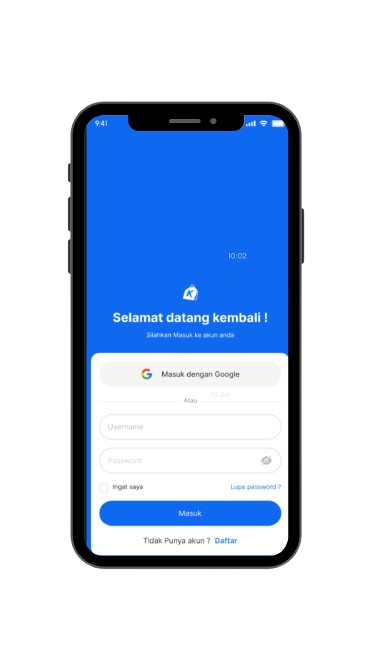 9:41
10:02
K
Selamat datang kembali !
Silahkan Masuk ke akun anda
Masuk dengan Google
Atau
10:04
Username
Password
Ingat saya
Lupa password ?
Masuk
Tidak Punya akun ? Daftar